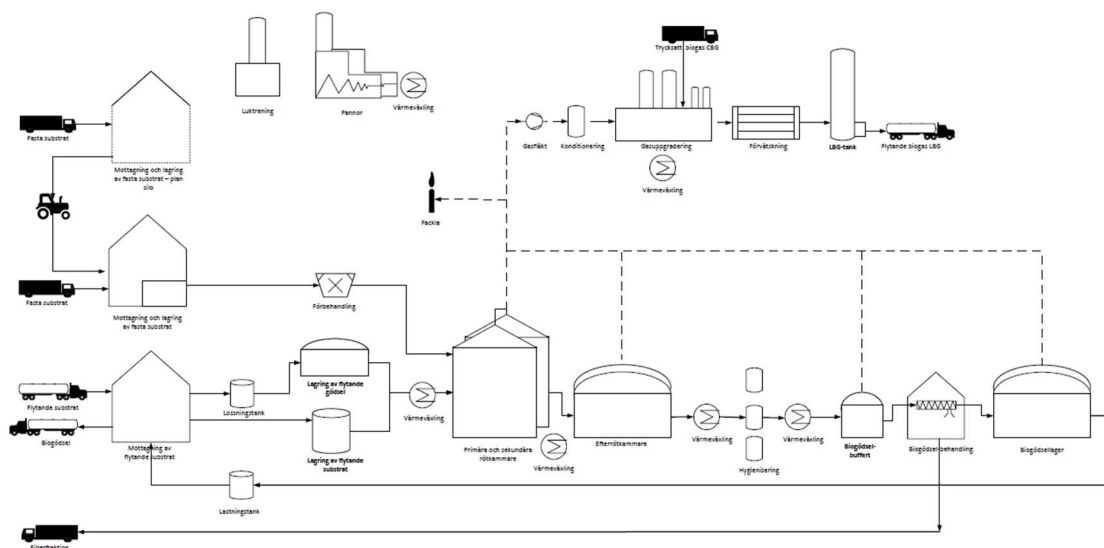 Trycksatt biogas CBG
Luktrening
Pannor
Värmeväxling
Fasta substrat
Gasfläkt
Konditionering
Gasuppgradering
Förvätskning
LBG-tank
Flytande biogas LBG
Värmeväxling
Mottagning och lagring
av fasta substrat – plan
silo
Fackla
Fasta substrat
Förbehandling
Mottagning och lagring
av fasta substrat
Flytande substrat
Lossningstank
Lagring av flytande
gödsel
Värmeväxling
Biogödsel
Mottagning av
flytande substrat
Lagring av flytande
substrat
Primära och sekundära
rötkammare
Värmeväxling
Efterrötkammare
Värmeväxling
Hygienisering
Värmeväxling
Biogödsel-
buffert
Biogödselbehandling
Biogödsellager
Lastningstank